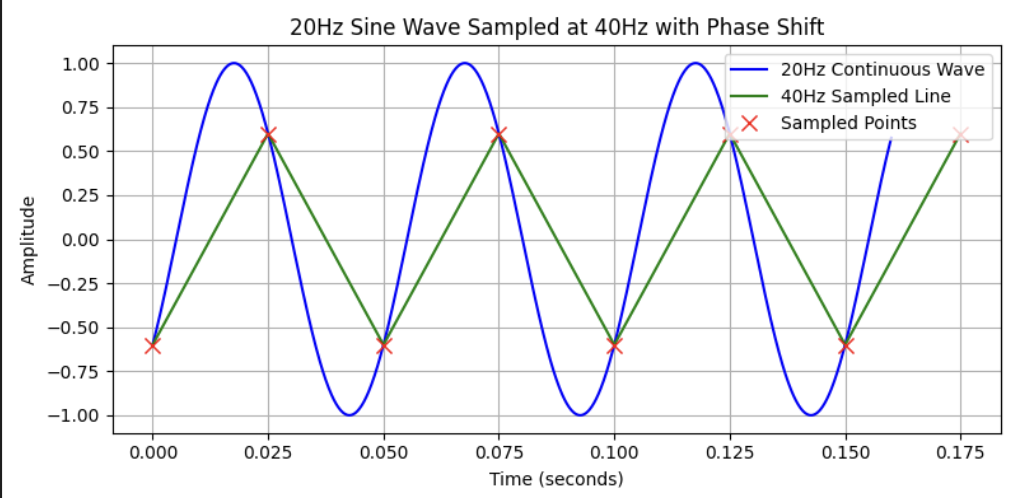 20Hz Sine Wave Sampled at 40Hz with Phase Shift
1.00
0.75
0.50
0.25
0.00
−0.25
−0.50
−0.75
−1.00
Amplitude
20Hz Continuous Wave
40Hz Sampled Line
Sampled Points
0.000 0.025 0.050 0.075 0.100 0.125 0.150 0.175
Time (seconds)